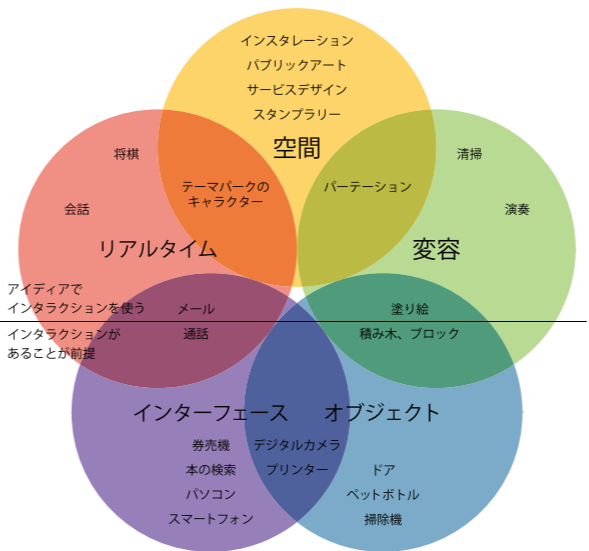 インスタレーション
パブリックアート
サービスデザイン
スタンプラリー
空間
将棋
清掃
テーマパークの
キャラクター
パーテーション
会話
演奏
リアルタイム
変容
アイディアで
インタラクションを使う
メール
塗り絵
インタラクションが
あることが前提
通話
積み木、ブロック
インターフェース
オブジェクト
券売機
デジタルカメラ
本の検索
プリンター
ドア
パソコン
ペットボトル
スマートフォン
掃除機